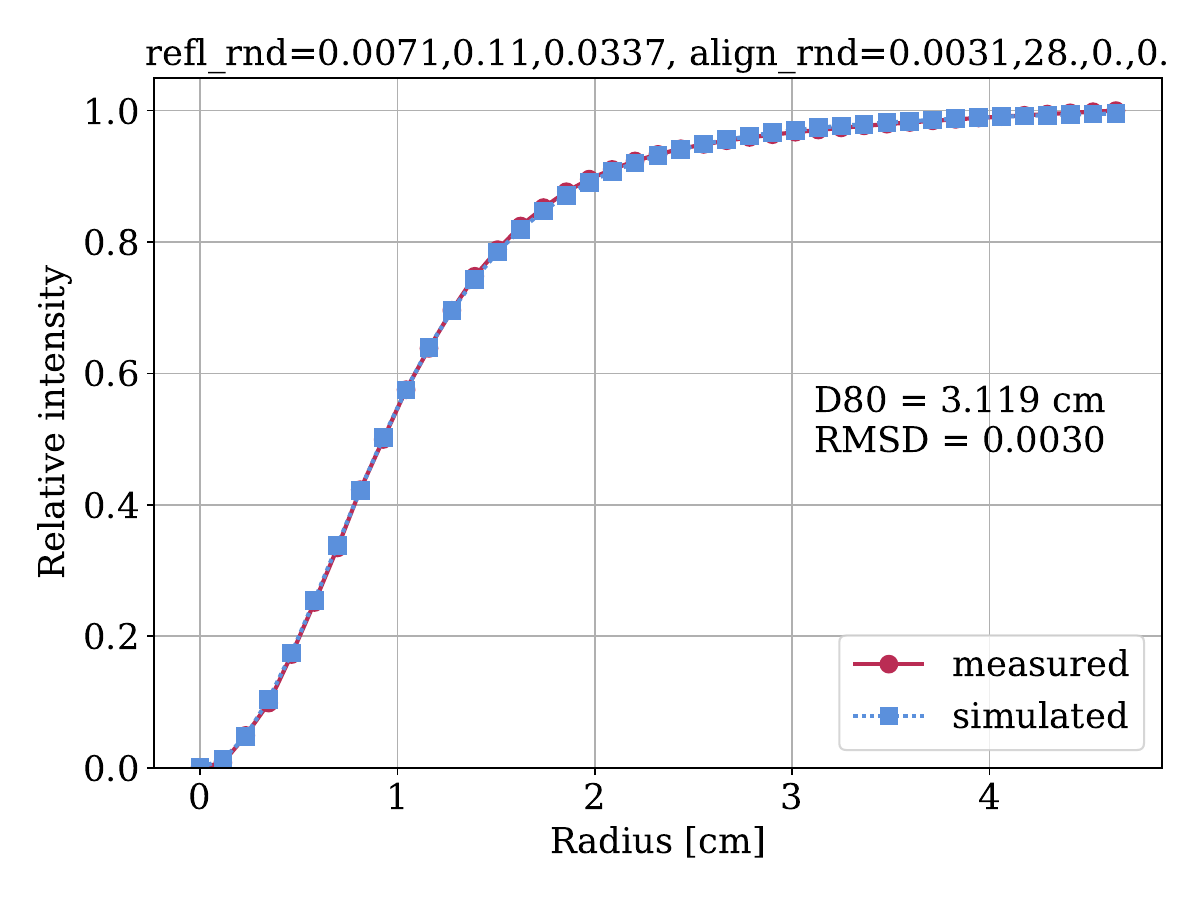 refl_rnd=0.0071,0.11,0.0337, align_rnd=0.0031,28.,0.,0.
1.0
0.8
0.6
0.4
0.2
0.0
Relative intensity
D80 = 3.119 cm
RMSD = 0.0030
measured
simulated
0 1 2 3 4
Radius [cm]